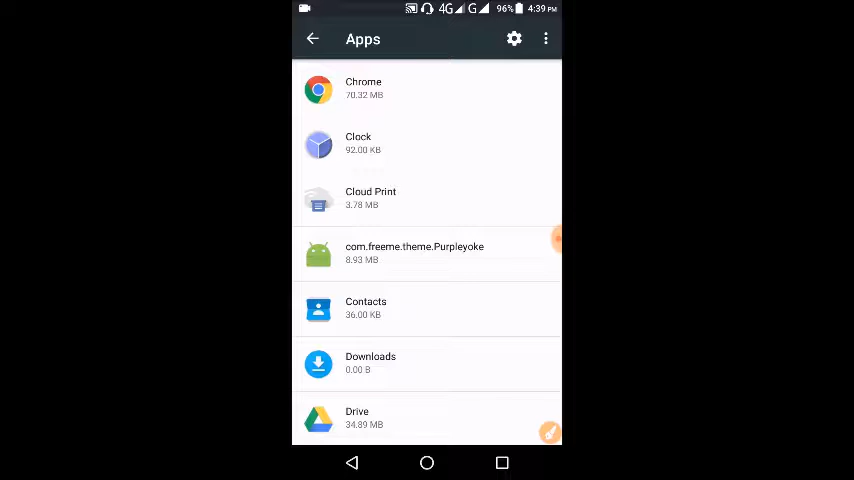 4G G 96% 4:39 PM
Apps
Chrome
70.32 MB
Clock
92.00 KB
Cloud Print
3.78 MB
com.freeme.theme.Purpleyoke
8.93 MB
Contacts
36.00 KB
Downloads
0.00 B
Drive
34.89 MB